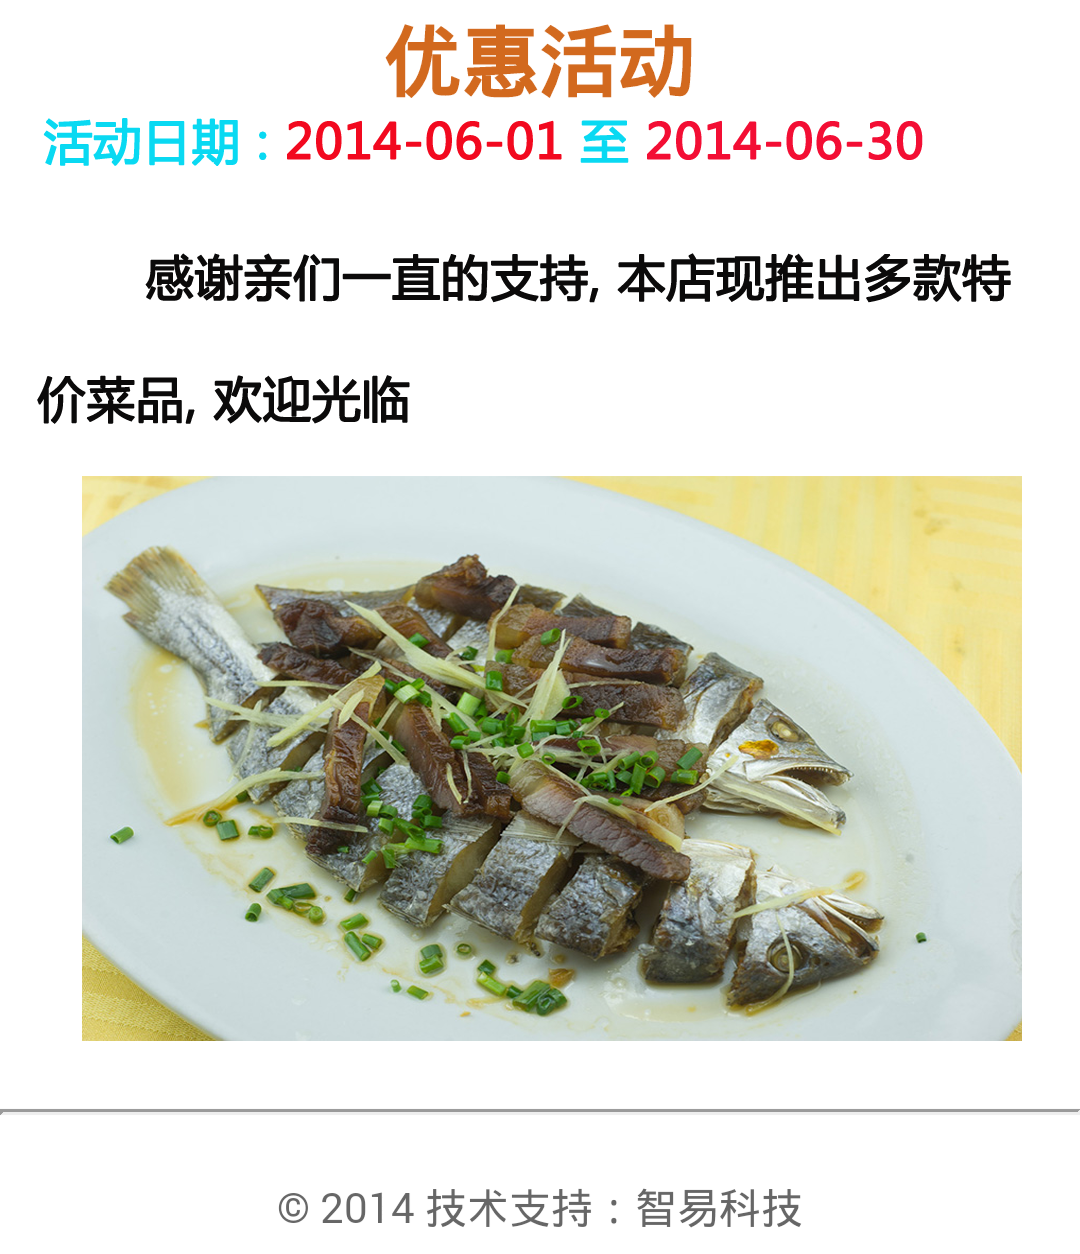 优惠活动
活动日期：2014-06-01 至 2014-06-30
感谢亲们一直的支持, 本店现推出多款特
价菜品, 欢迎光临
© 2014 技术支持：智易科技